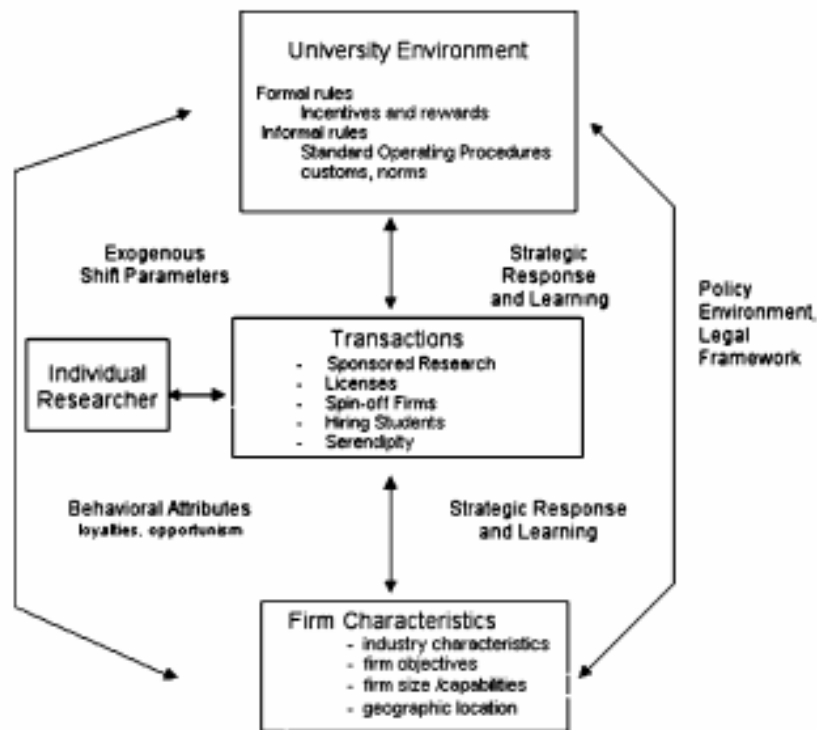 University Environment
Formal rules
Incentives and rewards
Informal rules
Standard Operating Procedures
customs, norms
Exogenous
Shift Parameters
Strategic
Response
and Learning
Policy
Environment,
Legal
Framework
Individual
Researcher
Transactions
- Sponsored Research
- Licenses
- Spin-off Firms
- Hiring Students
- Serendipity
Behavioral Attributes
loyalties, opportunism
Strategic Response
and Learning
Firm Characteristics
- industry characteristics
- firm objectives
- firm size /capabilities
- geographic location